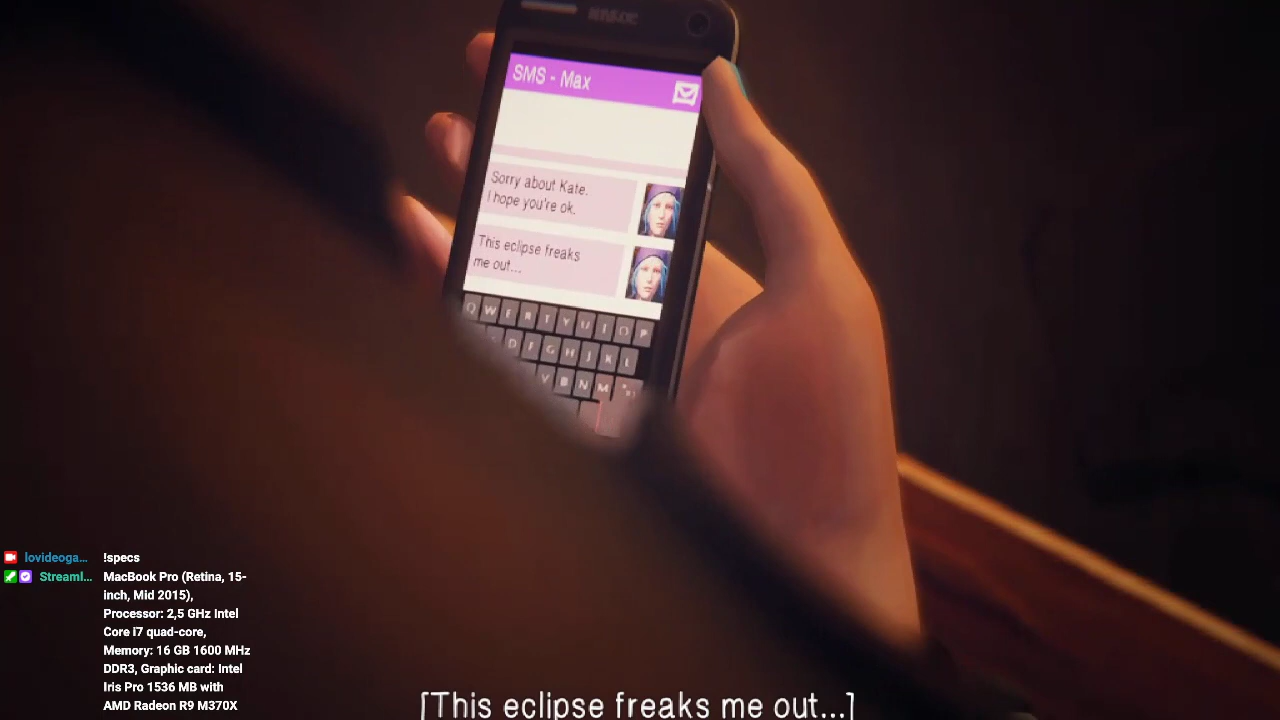 SMS - Max
Sorry about Kate.
I hope you're ok.
This eclipse freaks
me out...
Q W E R T Y U I O P
D F G H J K L
V B N M
lovideoga... !specs
Streaml... MacBook Pro (Retina, 15-
inch, Mid 2015),
Processor: 2,5 GHz Intel
Core i7 quad-core,
Memory: 16 GB 1600 MHz
DDR3, Graphic card: Intel
Iris Pro 1536 MB with
AMD Radeon R9 M370X
[This eclipse freaks me out...]